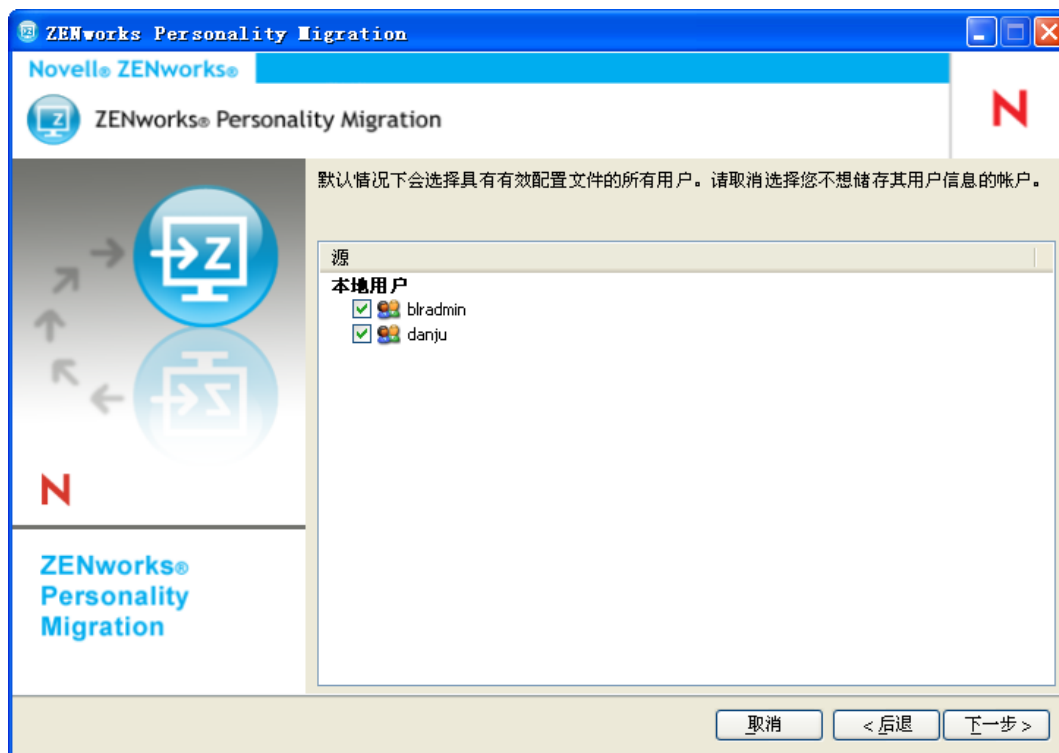 ZENworks Personality Migration
Novell® ZENworks®
ZENworks® Personality Migration
N
默认情况下会选择具有有效配置文件的所有用户。请取消选择您不想储存其用户信息的帐户。
源
本地用户
blradmin
danju
Z
N
ZENworks®
Personality
Migration
取消
< 后退
下一步 >